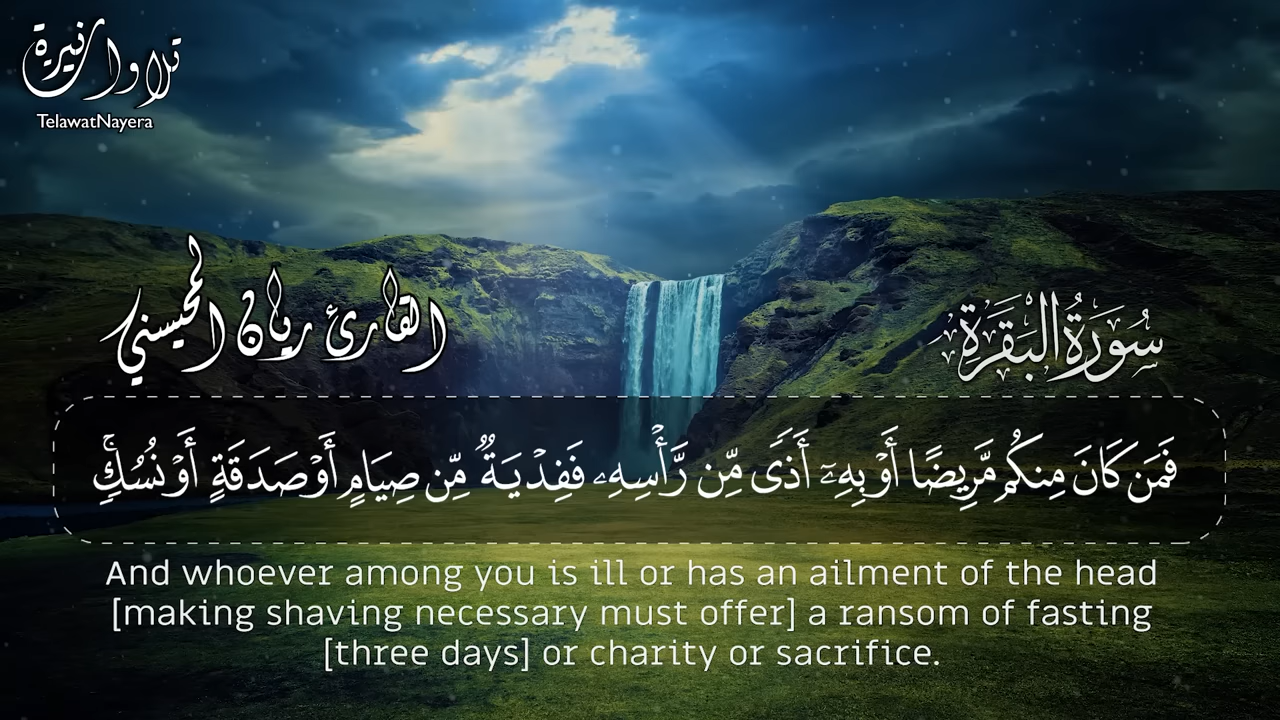 تلاوات نيرة
TelawatNayera
سُورَةُ البَقَرَةِ
القارئ ريان المحيسني
فَمَن كَانَ مِنكُم مَّرِيضًا أَوْ بِهِۦٓ أَذًى مِّن رَّأْسِهِۦ فَفِدْيَةٌ مِّن صِيَامٍ أَوْ صَدَقَةٍ أَوْ نُسُكٍۚ
And whoever among you is ill or has an ailment of the head
[making shaving necessary must offer] a ransom of fasting
[three days] or charity or sacrifice.